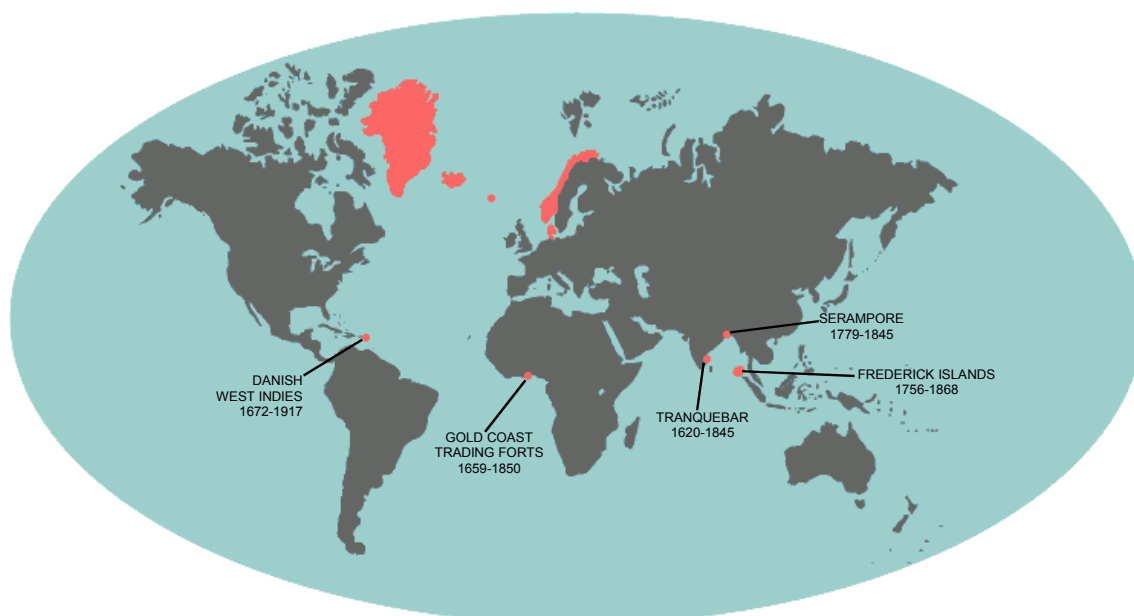 SERAMPORE
1779-1845
FREDERICK ISLANDS
1756-1868
DANISH
WEST INDIES
1672-1917
TRANQUEBAR
1620-1845
GOLD COAST
TRADING FORTS
1659-1850